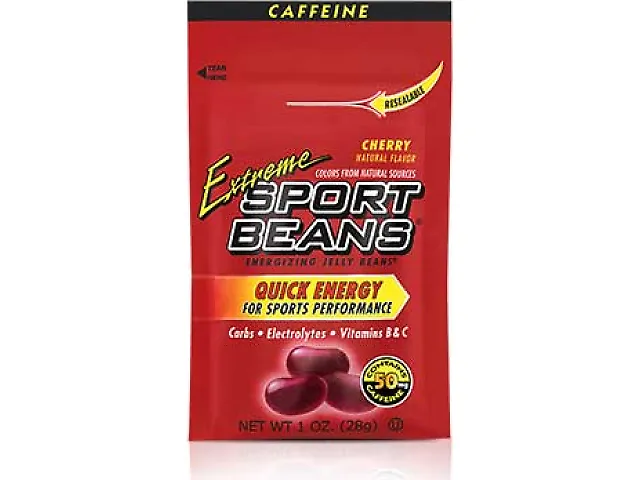 CAFFEINE
TEAR
HERE
RESEALABLE
CHERRY
NATURAL FLAVOR
COLORS FROM NATURAL SOURCES
Extreme
SPORT
BEANS®
ENERGIZING JELLY BEANS®
QUICK ENERGY
FOR SPORTS PERFORMANCE
Carbs • Electrolytes • Vitamins B & C
CONTAINS
50mg
CAFFEINE
NET WT 1 OZ. (28g) U